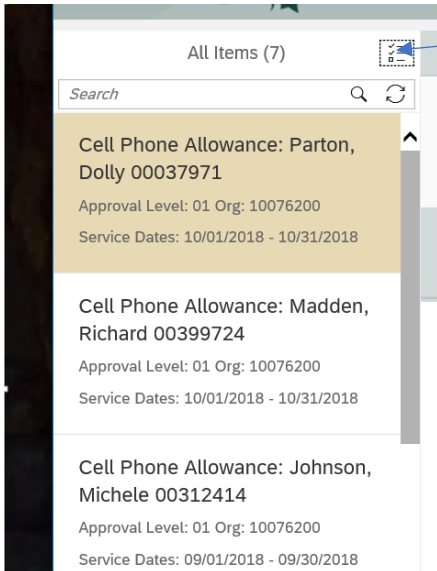 All Items (7)
Search
Cell Phone Allowance: Parton,
Dolly 00037971
Approval Level: 01 Org: 10076200
Service Dates: 10/01/2018 - 10/31/2018
Cell Phone Allowance: Madden,
Richard 00399724
Approval Level: 01 Org: 10076200
Service Dates: 10/01/2018 - 10/31/2018
Cell Phone Allowance: Johnson,
Michele 00312414
Approval Level: 01 Org: 10076200
Service Dates: 09/01/2018 - 09/30/2018